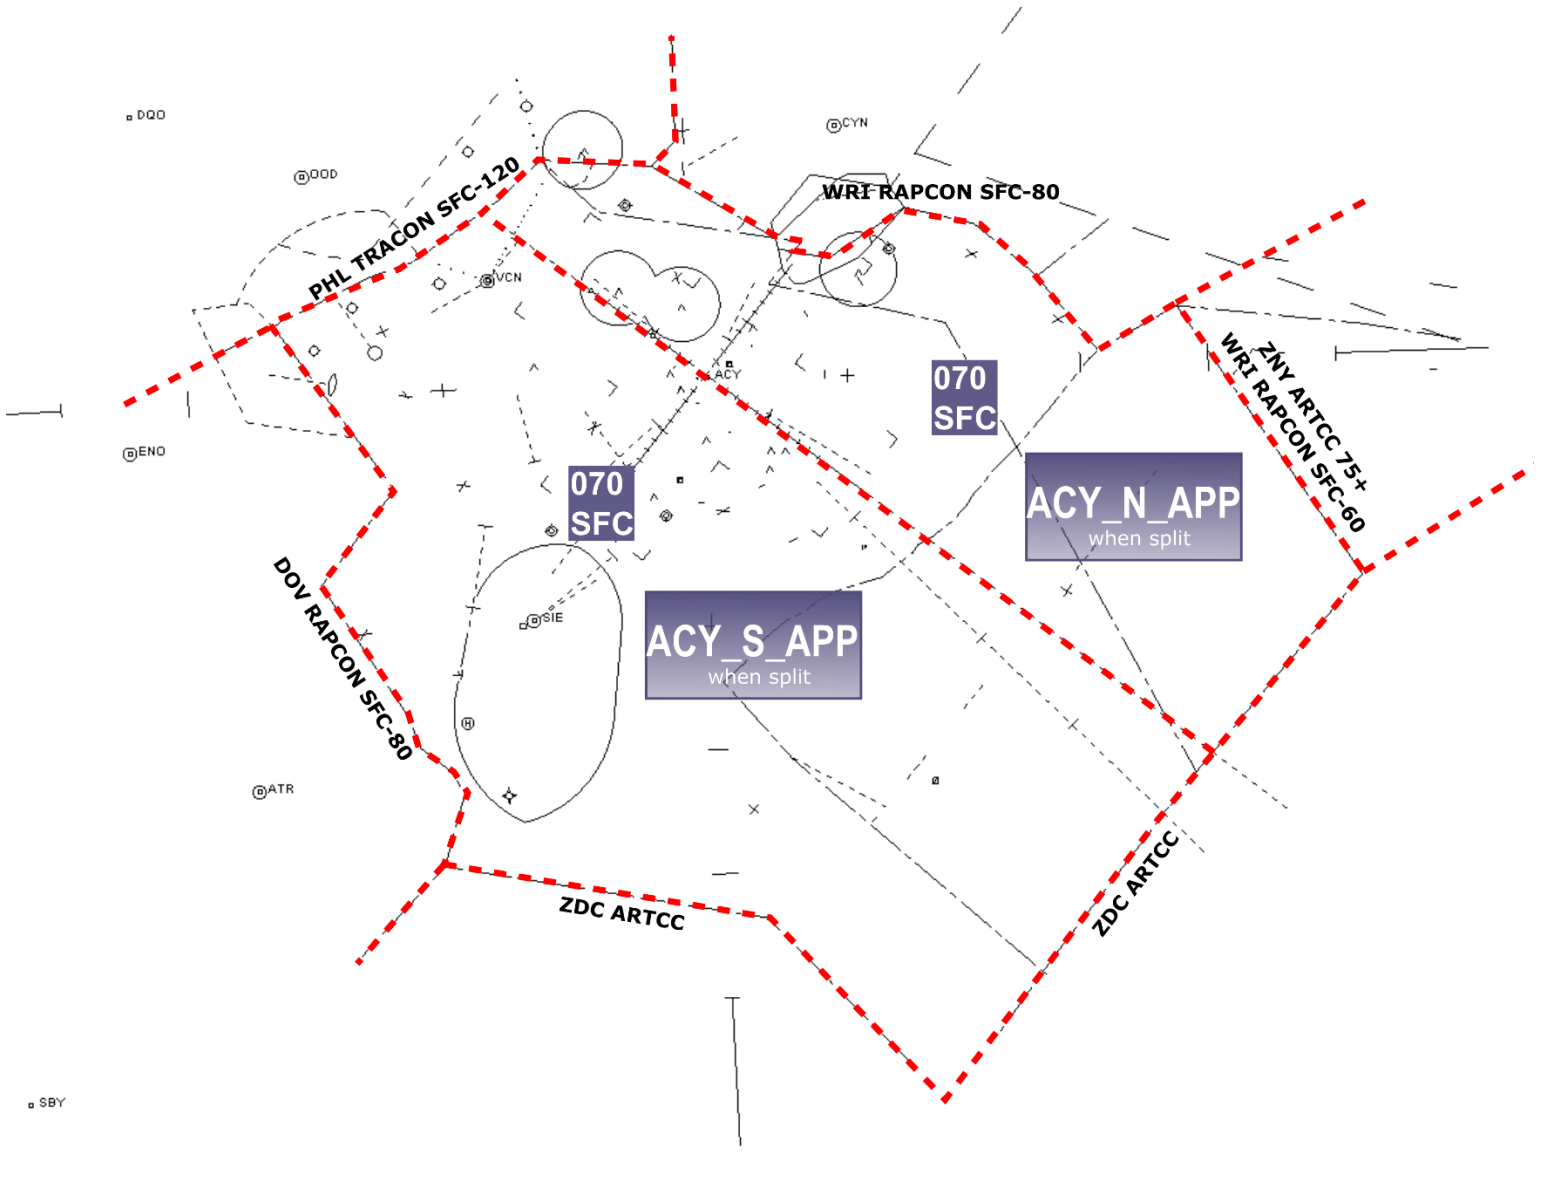 DQO
CYN
OOD
PHL TRACON SFC-120
WRI RAPCON SFC-80
VCN
ZNY ARTCC 75+
WRI RAPCON SFC-60
ACY
070
SFC
ENO
070
SFC
ACY_N_APP
when split
DOV RAPCON SFC-80
SIE
ACY_S_APP
when split
H
ATR
ZDC ARTCC
ZDC ARTCC
SBY